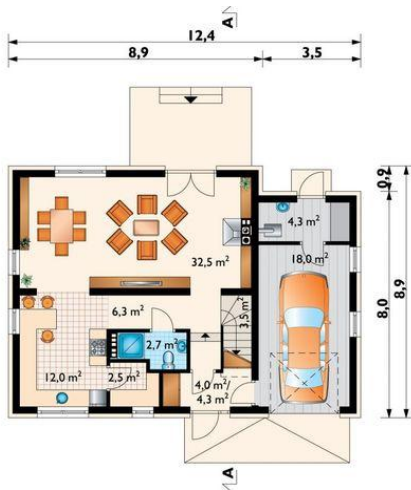 A
12,4
8,9
3,5
0,9
4,3 m²
32,5 m²
18,0 m²
8,0
8,9
6,3 m²
3,5 m²
2,7 m²
12,0 m²
2,5 m²
4,0 m²
4,3 m²
A